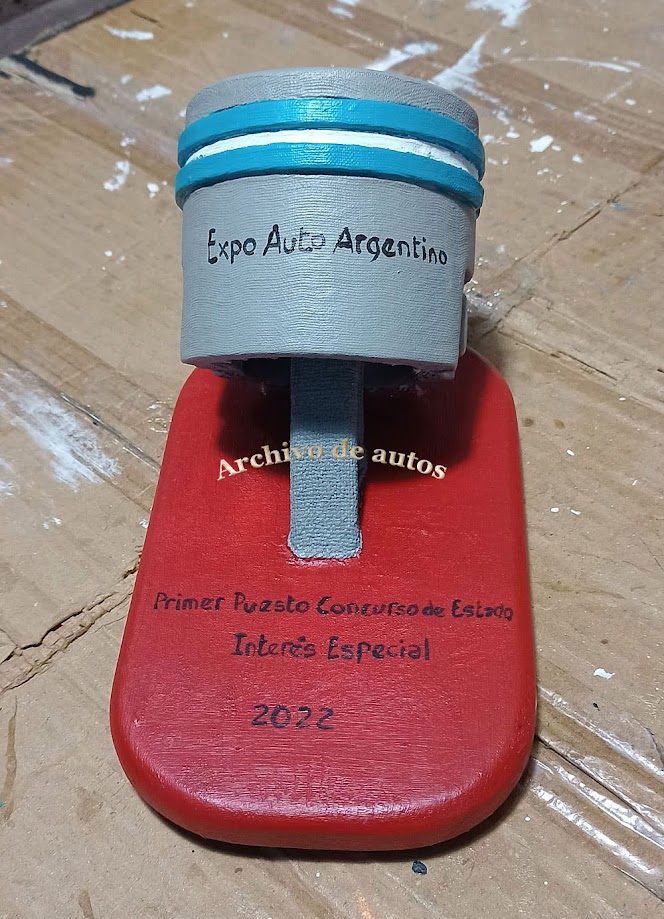 Expo Auto Argentino
Archivo de autos
Primer Puesto Concurso de Estado
Interés Especial
2022